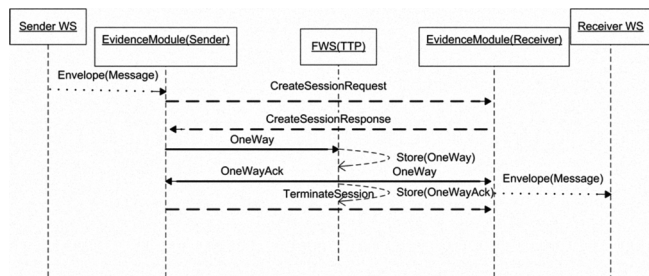 Sender WS
EvidenceModule(Sender)
FWS(TTP)
EvidenceModule(Receiver)
Receiver WS
Envelope(Message)
CreateSessionRequest
CreateSessionResponse
OneWay
Store(OneWay)
OneWayAck
OneWay
Envelope(Message)
TerminateSession
Store(OneWayAck)